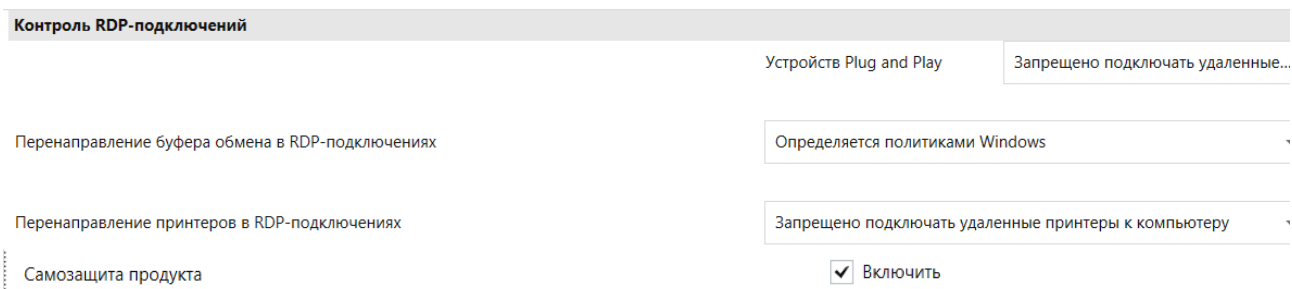 Контроль RDP-подключений
Устройств Plug and Play Запрещено подключать удаленные...
Перенаправление буфера обмена в RDP-подключениях Определяется политиками Windows
Перенаправление принтеров в RDP-подключениях Запрещено подключать удаленные принтеры к компьютеру
Самозащита продукта Включить